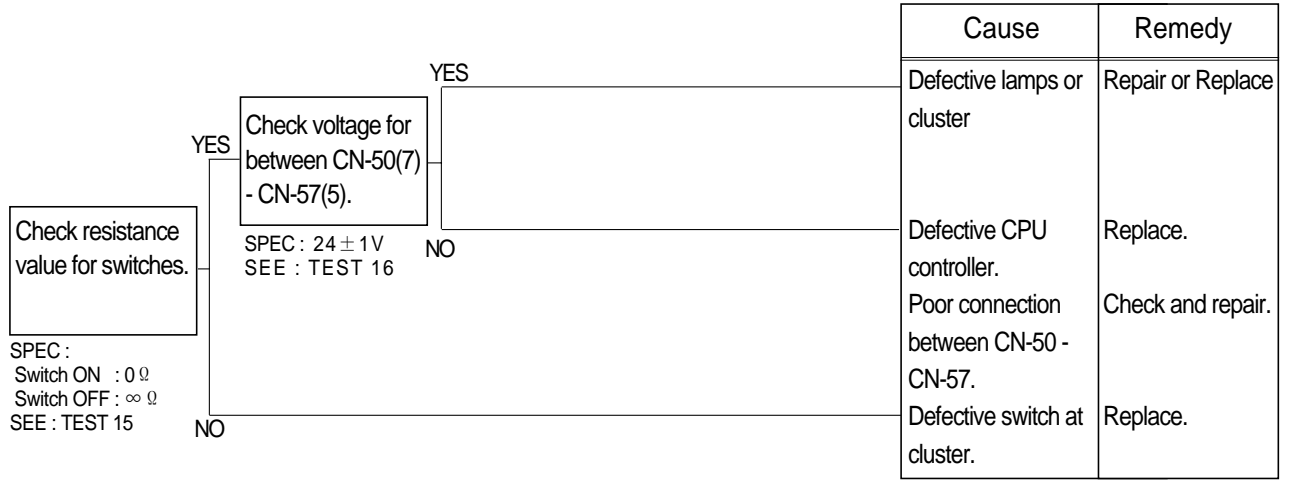 Check resistance
value for switches.
SPEC :
Switch ON : 0 Ω
Switch OFF : ∞ Ω
SEE : TEST 15
YES
NO
Check voltage for
between CN-50(7)
- CN-57(5).
SPEC : 24 ± 1V
SEE : TEST 16
YES
NO
Cause
Remedy
Defective lamps or
cluster
Repair or Replace
Defective CPU
controller.
Replace.
Poor connection
between CN-50 -
CN-57.
Check and repair.
Defective switch at
cluster.
Replace.